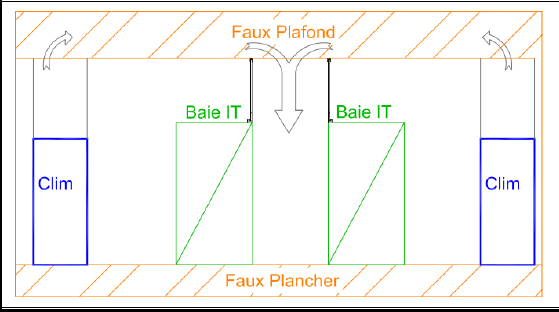 Faux Plafond
Baie IT
Baie IT
Clim
Clim
Faux Plancher